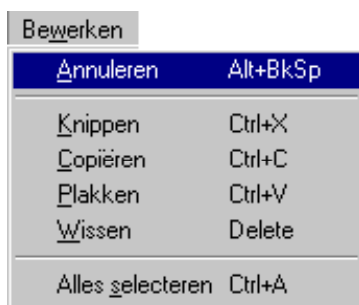 Bewerken
Annuleren Alt+BkSp
Knippen Ctrl+X
Copiëren Ctrl+C
Plakken Ctrl+V
Wissen Delete
Alles selecteren Ctrl+A